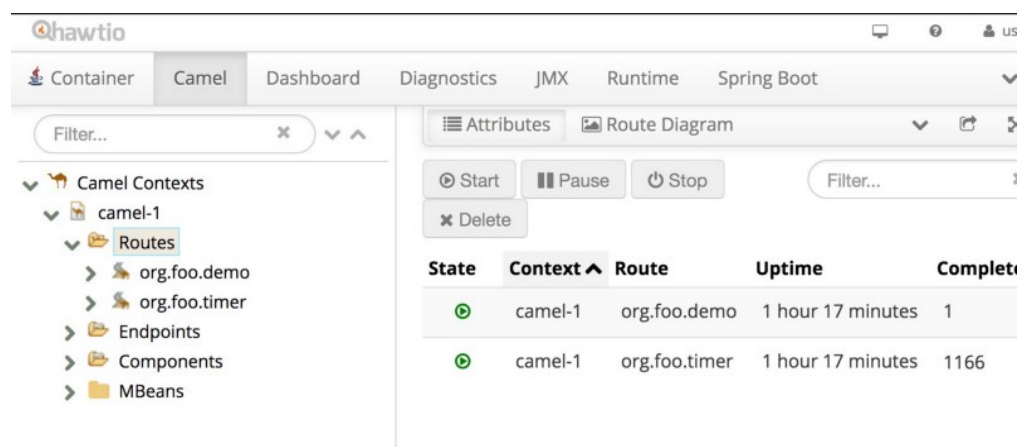 hawtio
us
Container Camel Dashboard Diagnostics JMX Runtime Spring Boot
Filter...
Camel Contexts
camel-1
Routes
org.foo.demo
org.foo.timer
Endpoints
Components
MBeans
Attributes Route Diagram
Start Pause Stop Filter...
Delete
State Context Route Uptime Complete
camel-1 org.foo.demo 1 hour 17 minutes 1
camel-1 org.foo.timer 1 hour 17 minutes 1166